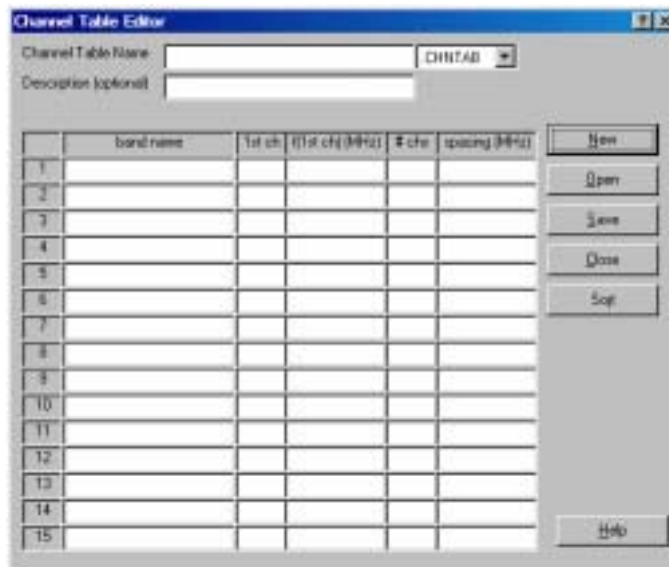 Channel Table Editor
Channel Table Name
CHNTAB
Description (optional)
band name 1st ch f(1st ch) (MHz) # chs spacing (MHz)
1
2
3
4
5
6
7
8
9
10
11
12
13
14
15
New
Open
Save
Close
Sort
Help